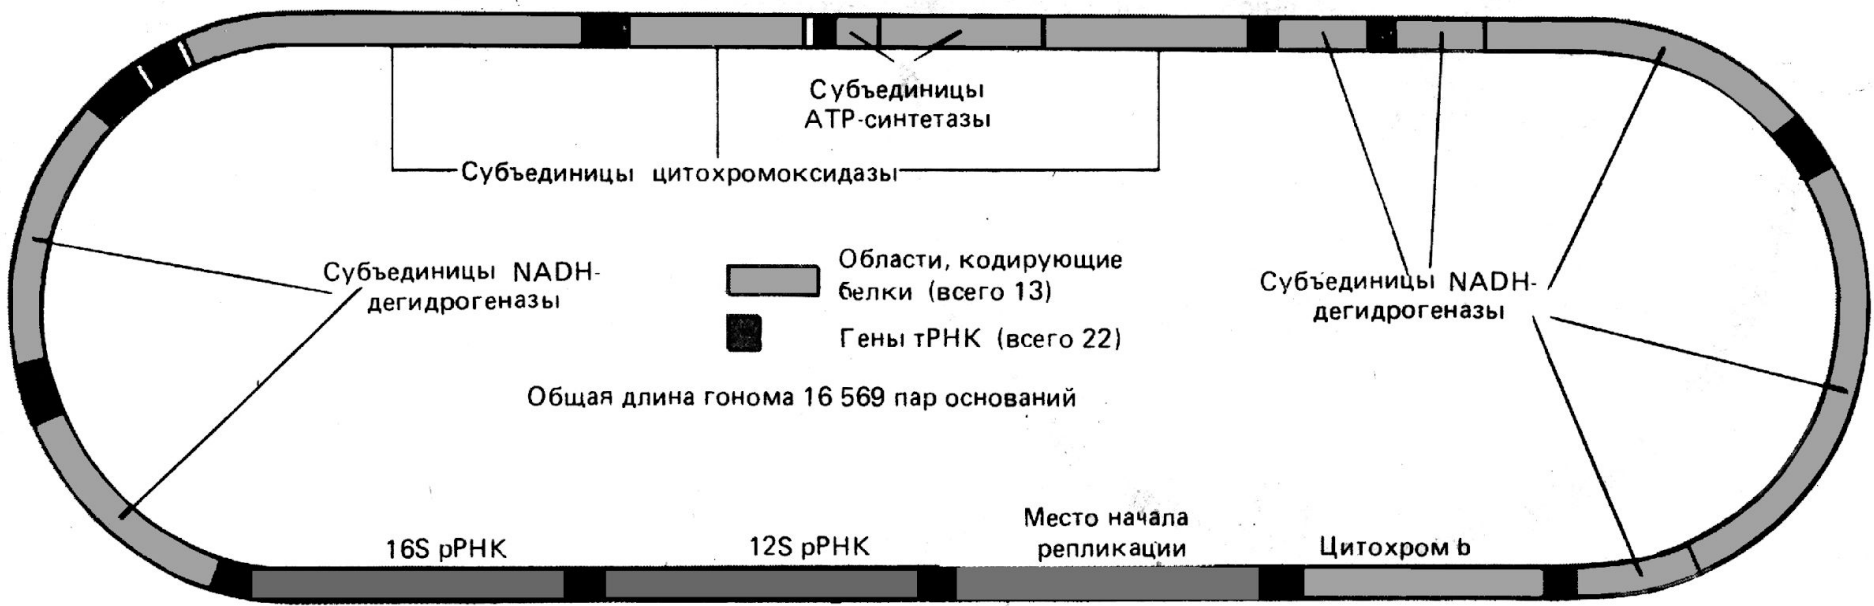 Субъединицы
АТР-синтетазы
Субъединицы цитохромоксидазы
Субъединицы NADH-
дегидрогеназы
Области, кодирующие
белки (всего 13)
Гены тРНК (всего 22)
Общая длина гонома 16 569 пар оснований
Субъединицы NADH-
дегидрогеназы
16S рРНК
12S рРНК
Место начала
репликации
Цитохром b